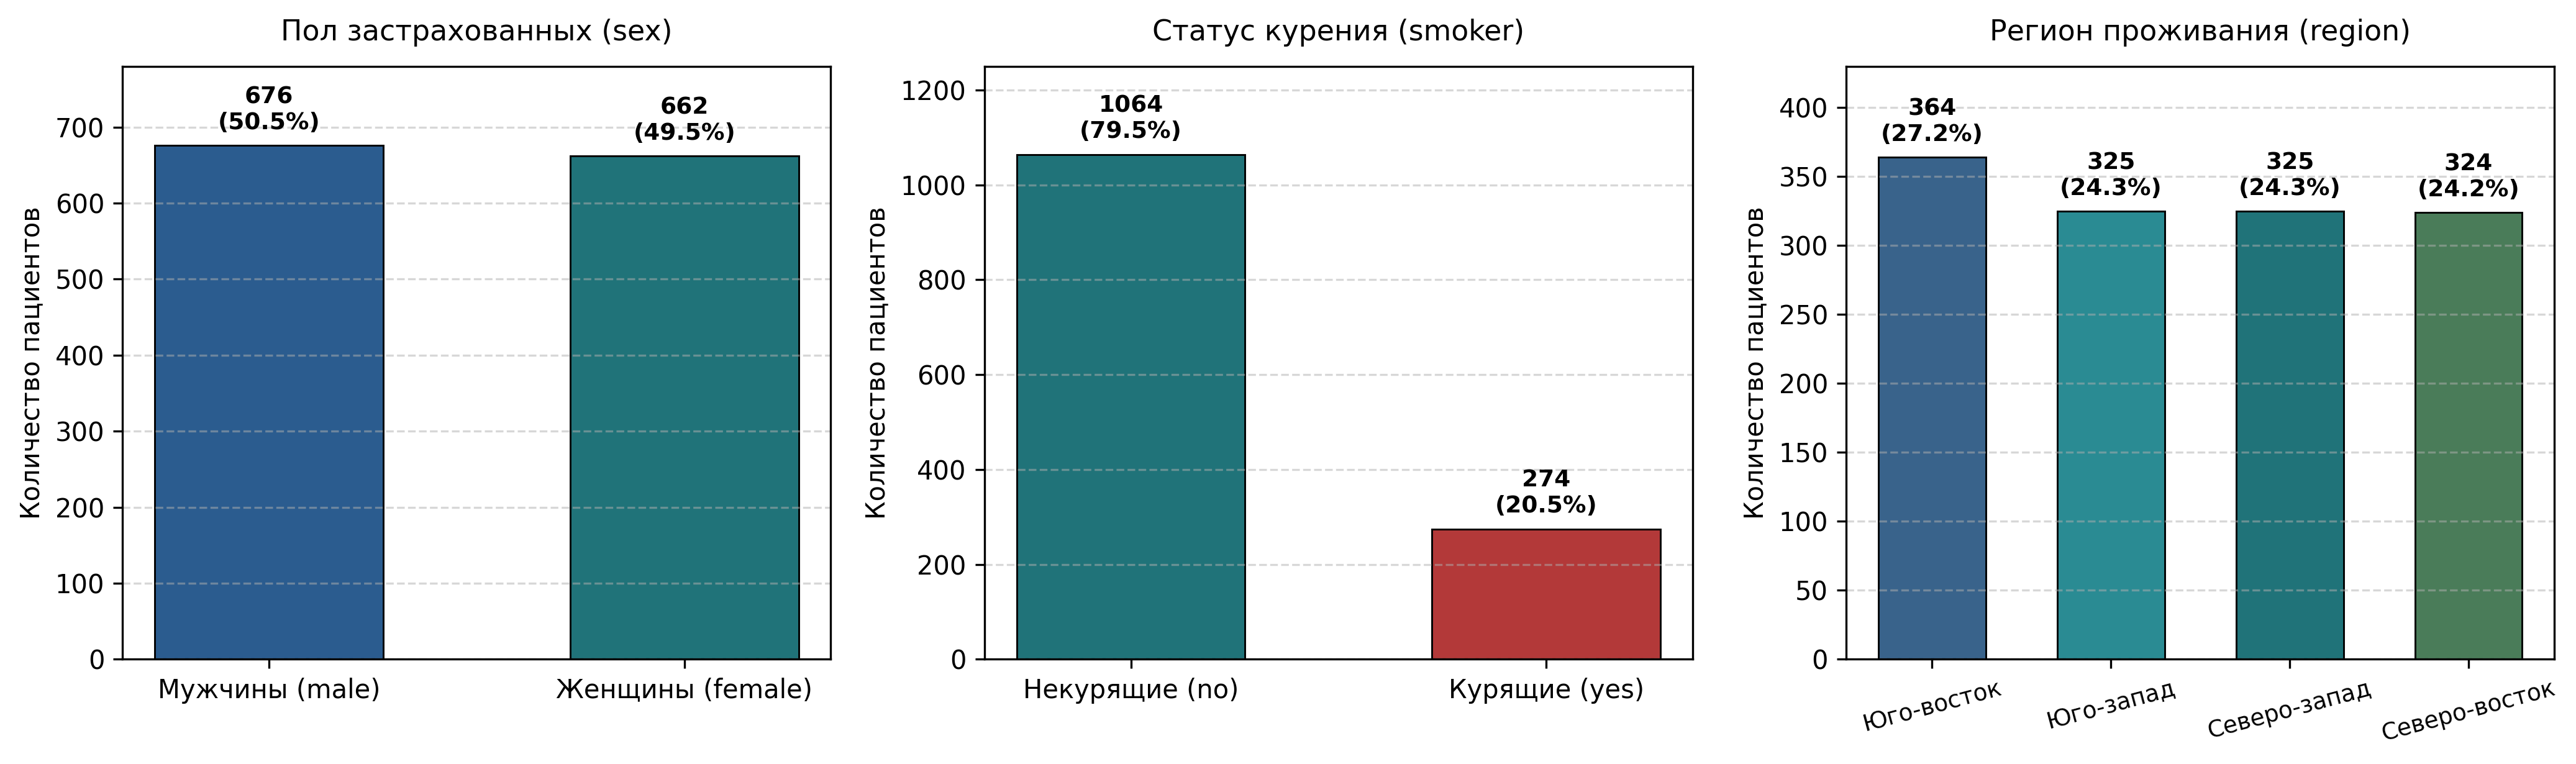 Пол застрахованных (sex)
Количество пациентов
700
600
500
400
300
200
100
0
676
(50.5%)
662
(49.5%)
Мужчины (male)
Женщины (female)
Статус курения (smoker)
Количество пациентов
1200
1000
800
600
400
200
0
1064
(79.5%)
274
(20.5%)
Некурящие (no)
Курящие (yes)
Регион проживания (region)
Количество пациентов
400
350
300
250
200
150
100
50
0
364
(27.2%)
325
(24.3%)
325
(24.3%)
324
(24.2%)
Юго-восток
Юго-запад
Северо-запад
Северо-восток